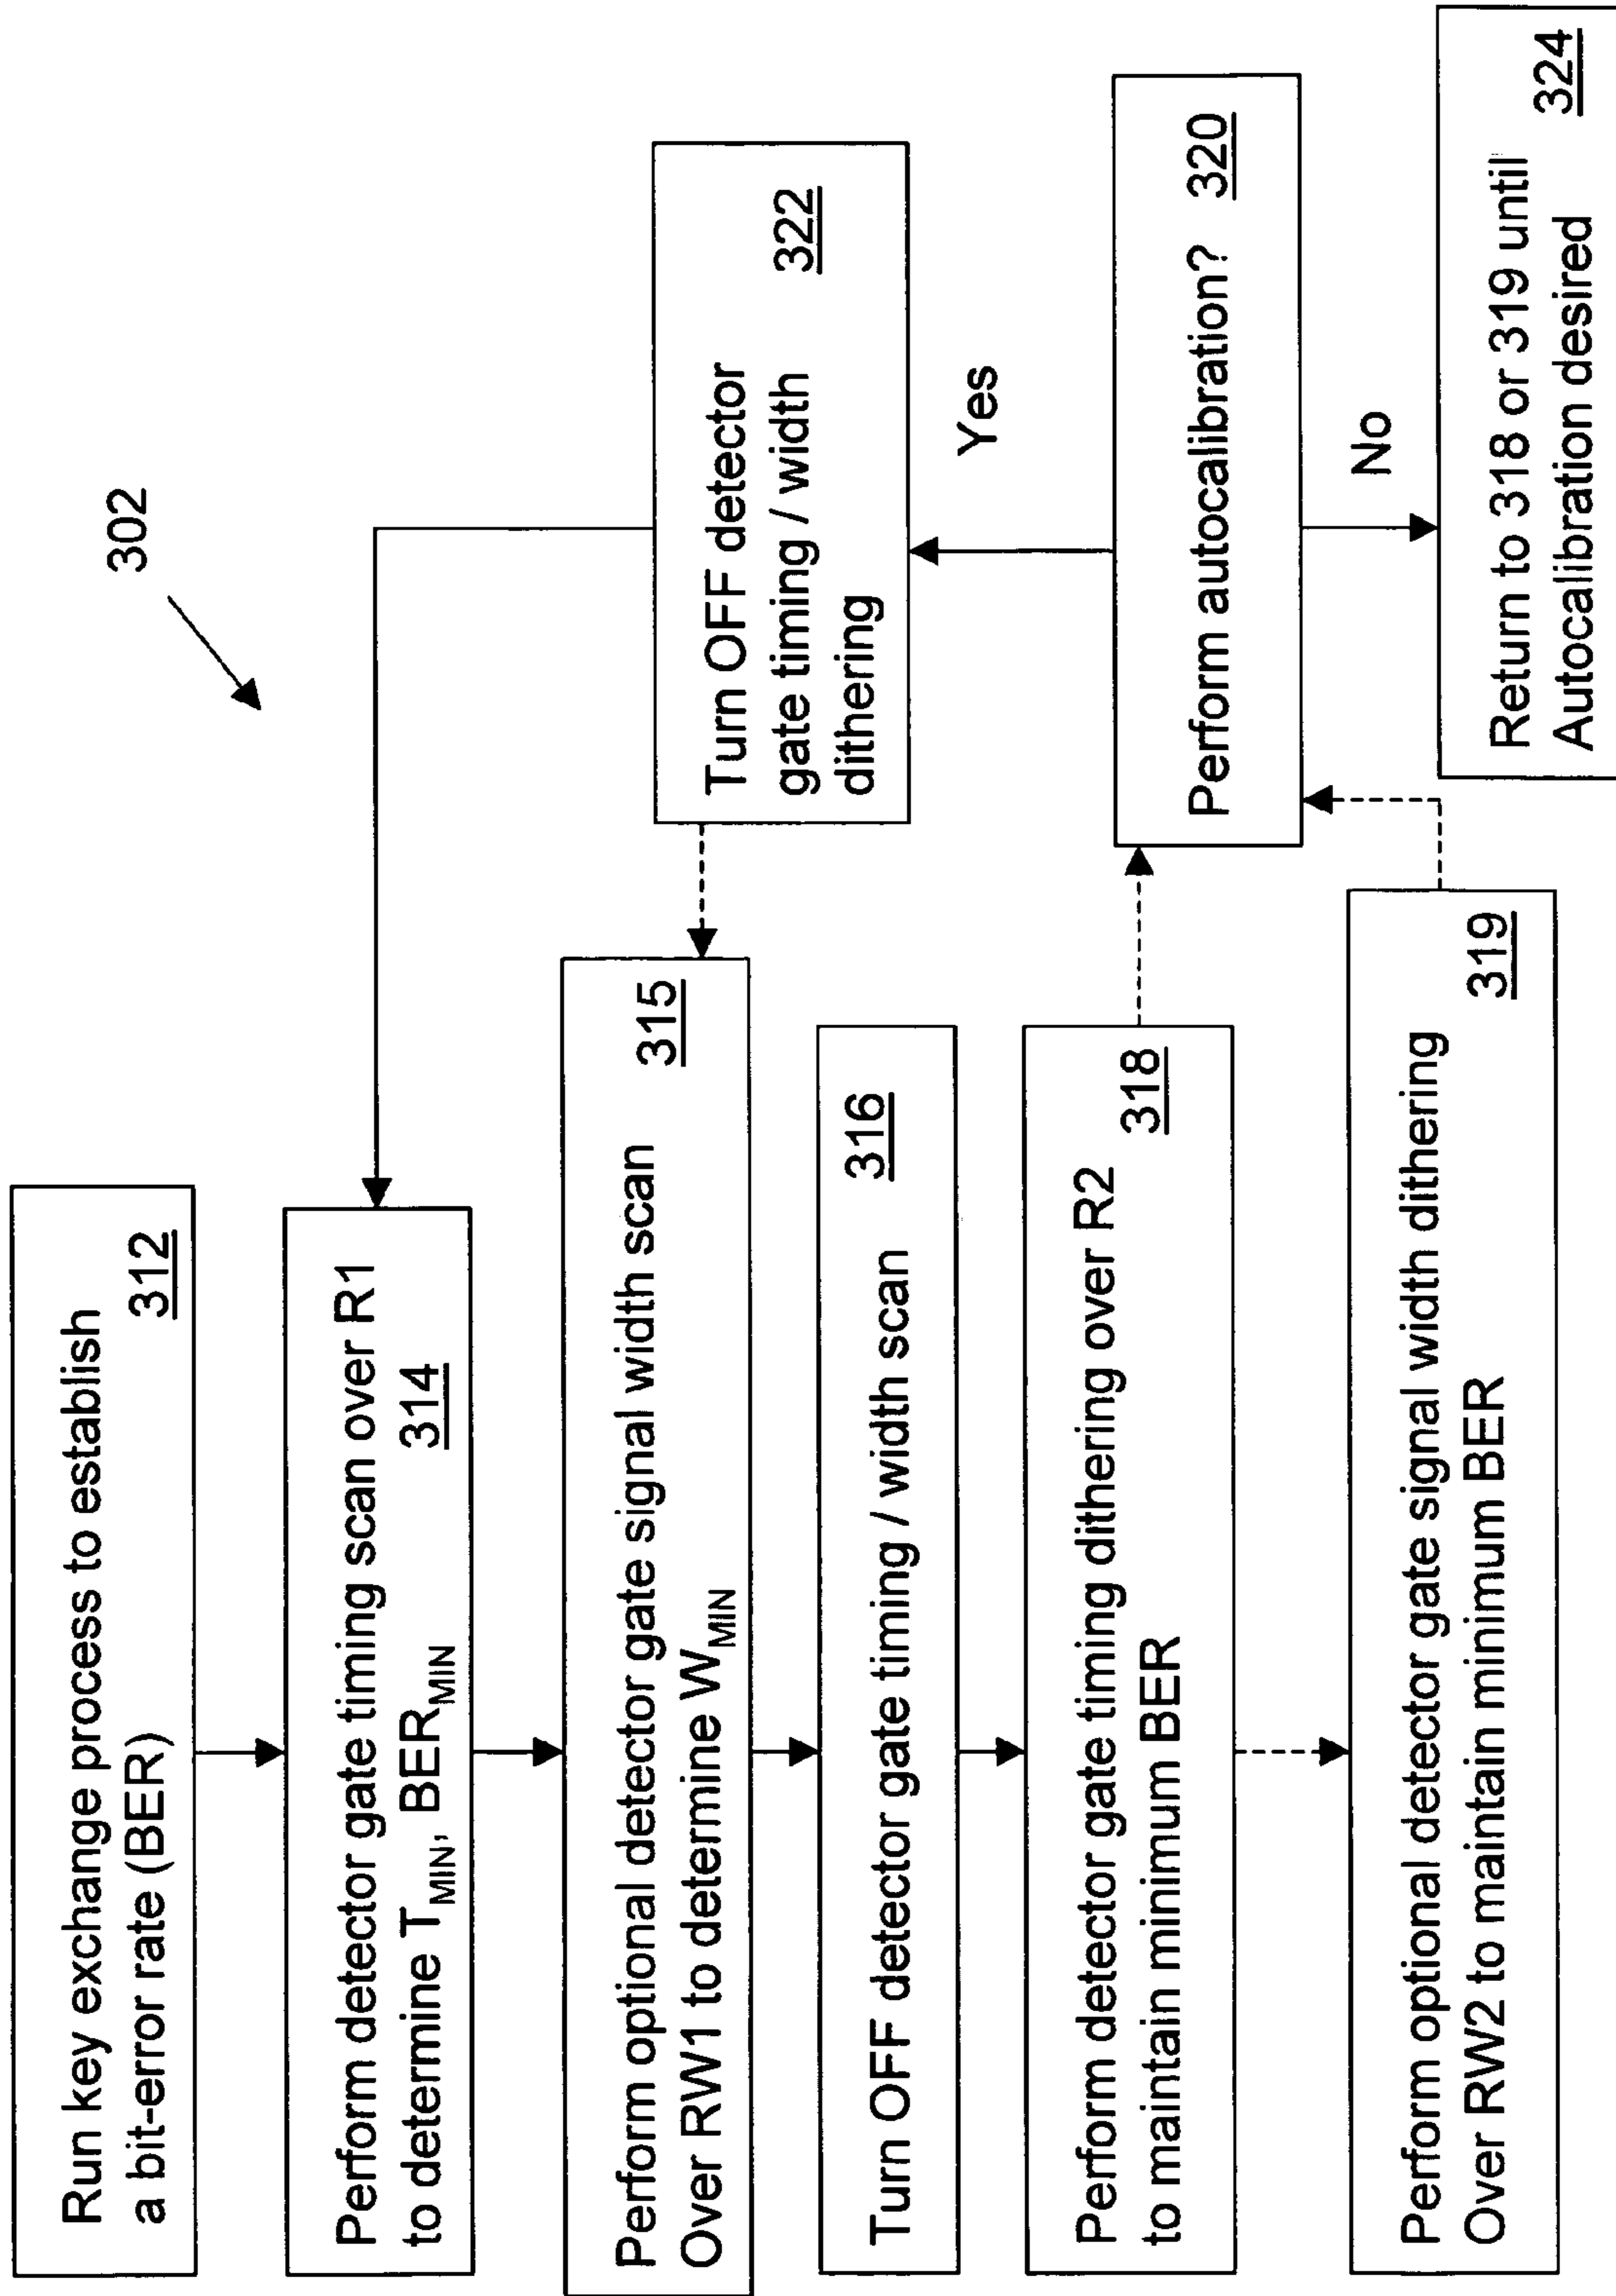 302
Run key exchange process to establish
a bit-error rate (BER)
312
Perform detector gate timing scan over R1
to determine TMIN, BERMIN
314
Perform optional detector gate signal width scan
Over RW1 to determine WMIN
315
Turn OFF detector gate timing / width scan
316
Perform detector gate timing dithering over R2
to maintain minimum BER
318
Perform optional detector gate signal width dithering
Over RW2 to maintain minimum BER
319
Turn OFF detector
gate timing / width
dithering
322
Yes
Perform autocalibration?
320
No
Return to 318 or 319 until
Autocalibration desired
324